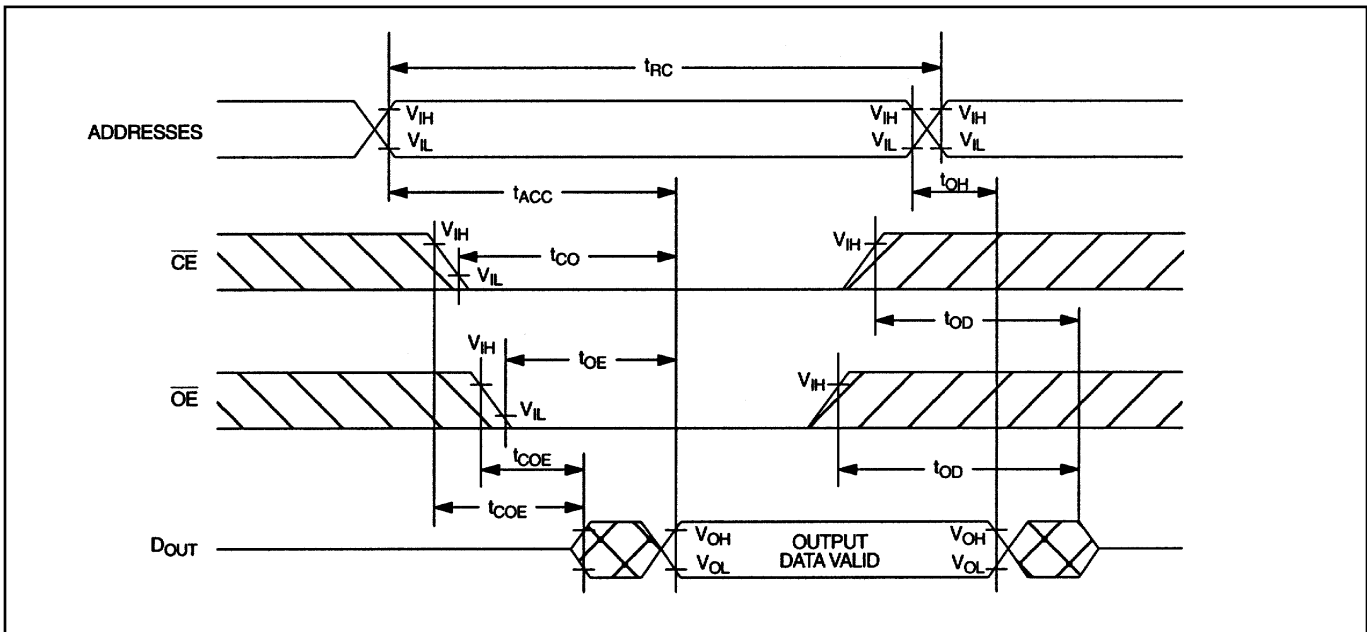 tRC
ADDRESSES
VIH
VIL
VIH
VIL
VIH
VIL
tACC
tOH
CE
VIH
tCO
VIL
VIH
tOD
OE
VIH
tOE
VIL
VIH
tCOE
tOD
tCOE
DOUT
VOH
VOL
OUTPUT
DATA VALID
VOH
VOL